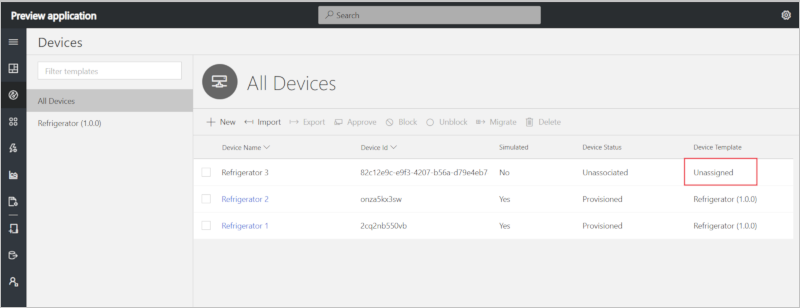 Preview application
Search
Devices
Filter templates
All Devices
Refrigerator (1.0.0)
All Devices
New Import Export Approve Block Unblock Migrate Delete
Device Name Device Id Simulated Device Status Device Template
Refrigerator 3 82c12e9c-e9f3-4207-b56a-d79e4eb7 No Unassociated Unassigned
Refrigerator 2 onza5kx3sw Yes Provisioned Refrigerator (1.0.0)
Refrigerator 1 2cq2nb550vb Yes Provisioned Refrigerator (1.0.0)